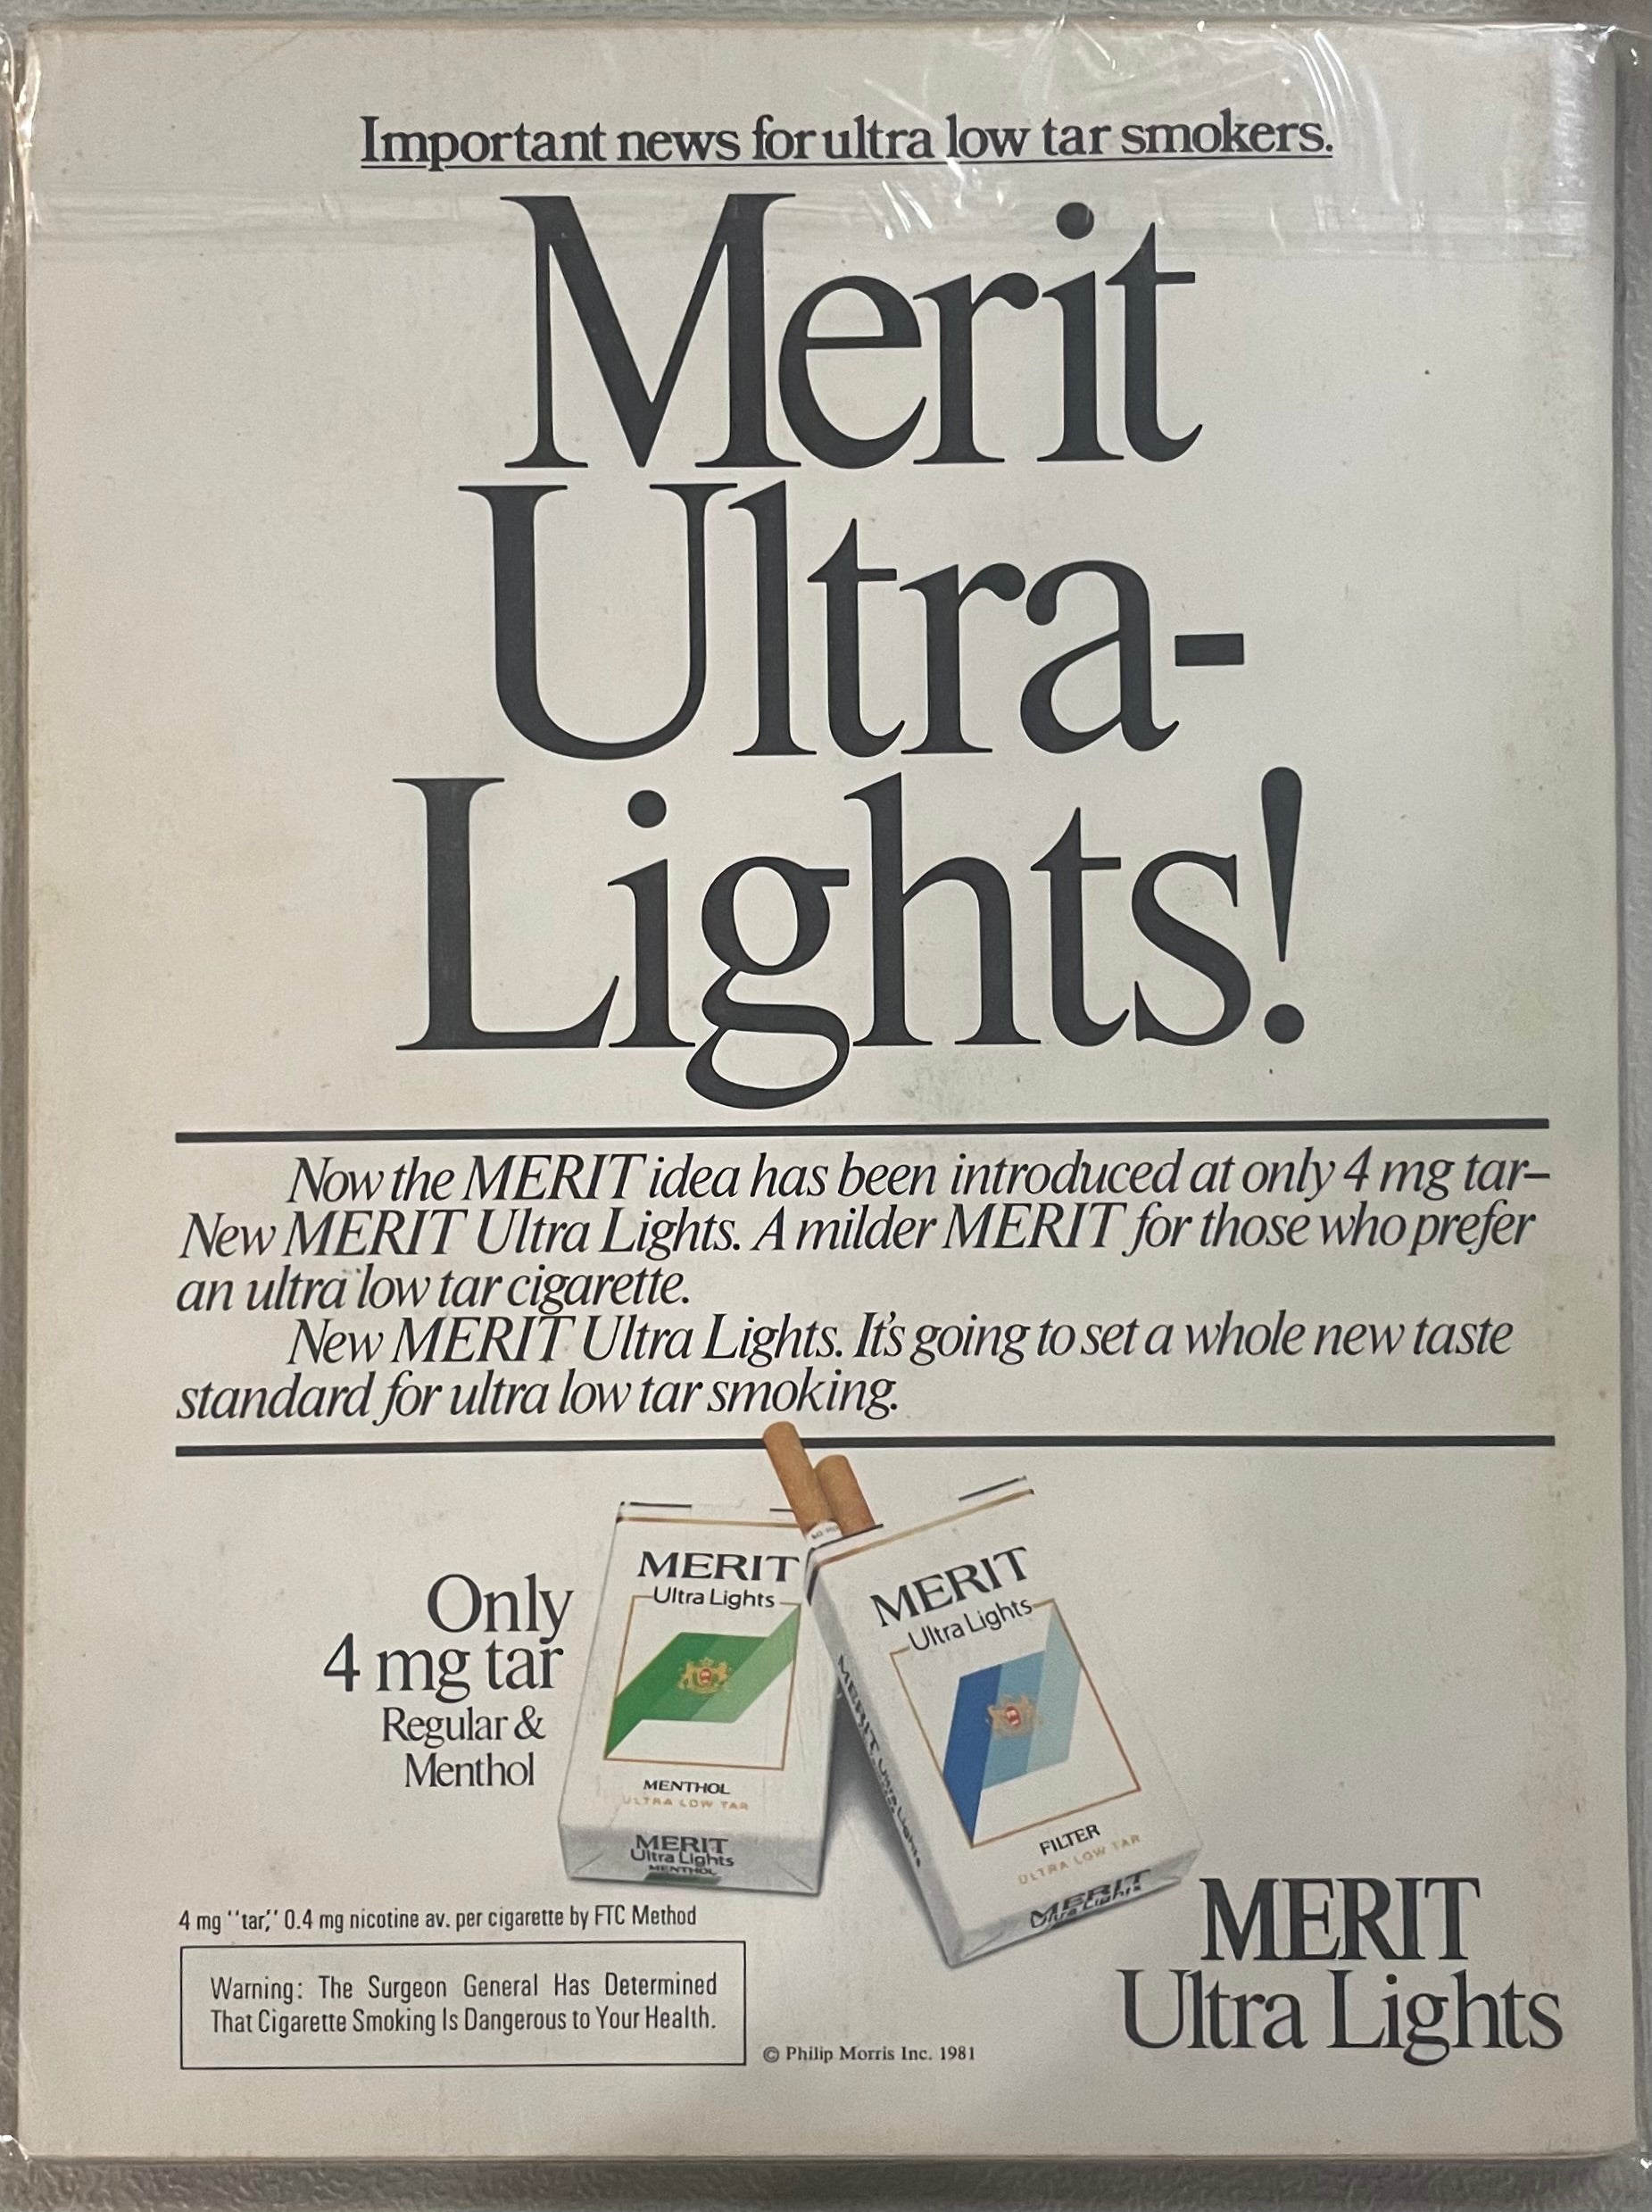 Important news for ultra low tar smokers.
Merit
Ultra-
Lights!
Now the MERIT idea has been introduced at only 4 mg tar–
New MERIT Ultra Lights. A milder MERIT for those who prefer
an ultra low tar cigarette.
New MERIT Ultra Lights. It's going to set a whole new taste
standard for ultra low tar smoking.
Only
4 mg tar
Regular &
Menthol
MERIT
Ultra Lights
MENTHOL
ULTRA LOW TAR
MERIT
Ultra Lights
MENTHOL
MERIT
Ultra Lights
MERIT Ultra Lights
FILTER
ULTRA LOW TAR
MERIT
Ultra Lights
4 mg ''tar,'' 0.4 mg nicotine av. per cigarette by FTC Method
Warning: The Surgeon General Has Determined
That Cigarette Smoking Is Dangerous to Your Health.
© Philip Morris Inc. 1981
MERIT
Ultra Lights